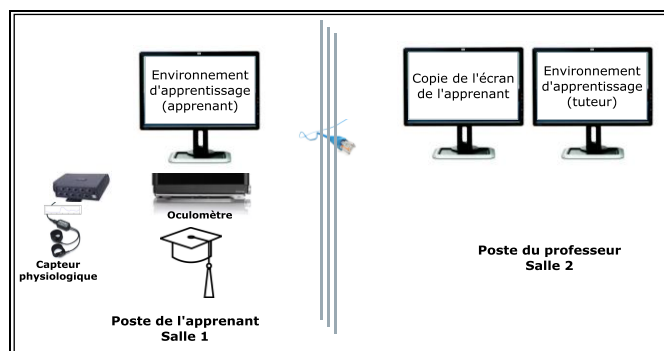 Environnement
d'apprentissage
(apprenant)
Oculomètre
Capteur
physiologique
Poste de l'apprenant
Salle 1
Copie de l'écran
de l'apprenant
Environnement
d'apprentissage
(tuteur)
Poste du professeur
Salle 2